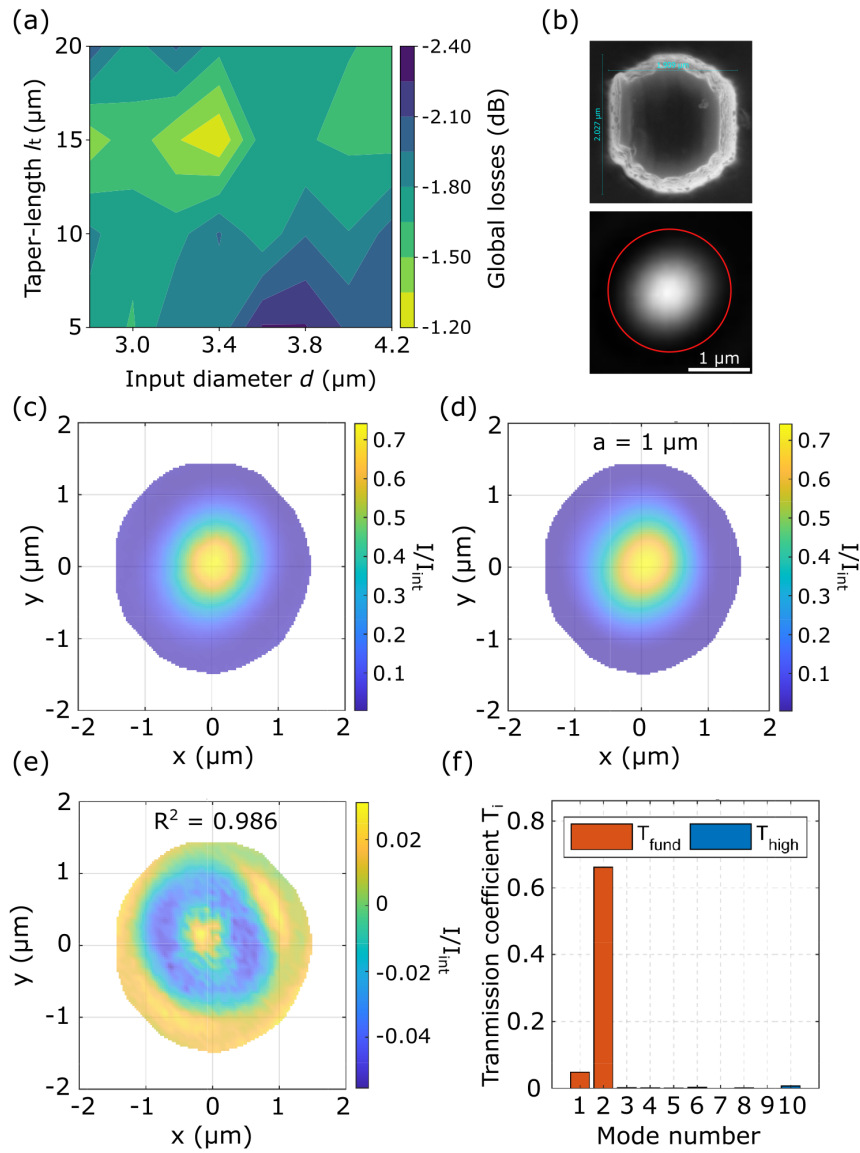 (a)
20
15
10
5
Taper-length lt (μm)
3.0 3.4 3.8 4.2
Input diameter d (μm)
-2.40
-2.10
-1.80
-1.50
-1.20
Global losses (dB)
(b)
2.027 μm
1 μm
(c)
2
1
0
-1
-2
y (μm)
-2 -1 0 1 2
x (μm)
0.7
0.6
0.5
0.4
0.3
0.2
0.1
I/Iint
(d)
a = 1 μm
2
1
0
-1
-2
y (μm)
-2 -1 0 1 2
x (μm)
0.7
0.6
0.5
0.4
0.3
0.2
0.1
I/Iint
(e)
R² = 0.986
2
1
0
-1
-2
y (μm)
-2 -1 0 1 2
x (μm)
0.02
0
-0.02
-0.04
I/Iint
(f)
Tfund Thigh
0.8
0.6
0.4
0.2
0
Tranmission coefficient Ti
1 2 3 4 5 6 7 8 9 10
Mode number